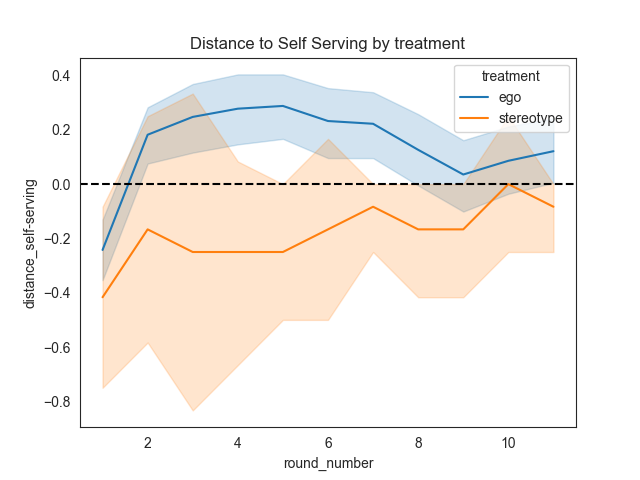 Distance to Self Serving by treatment
treatment
ego
stereotype
distance_self-serving
0.4
0.2
0.0
−0.2
−0.4
−0.6
−0.8
2 4 6 8 10
round_number